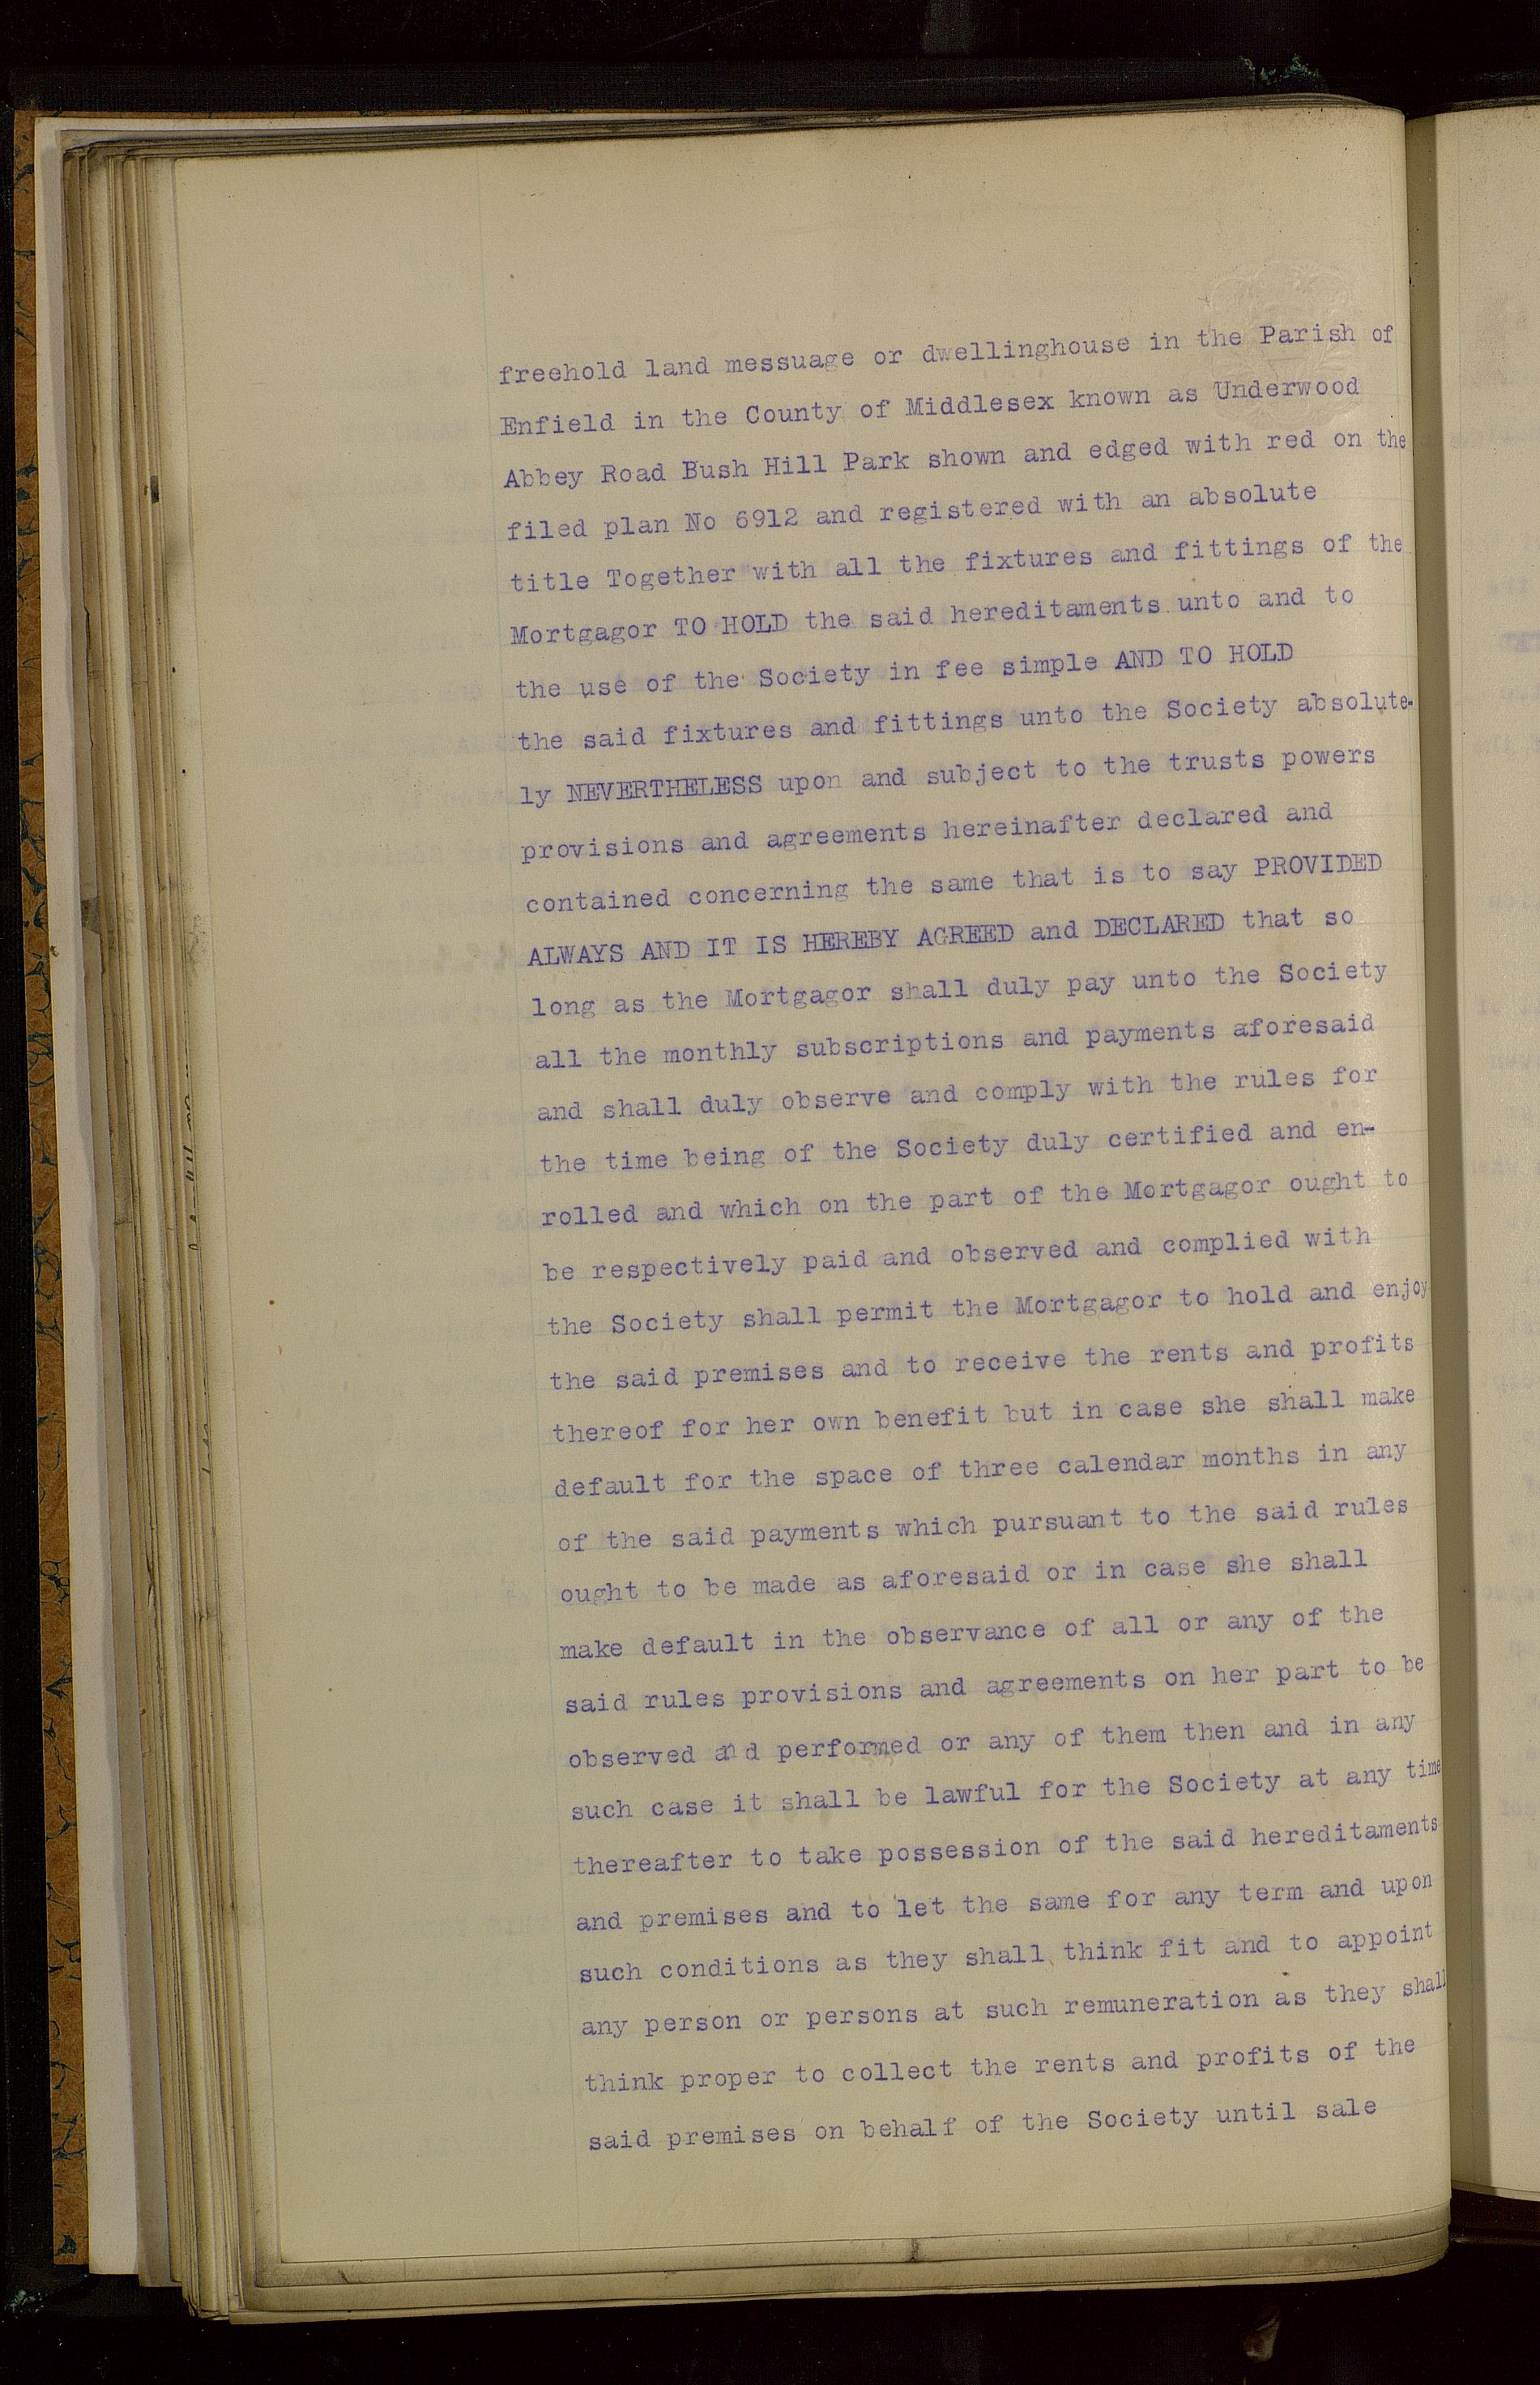 freehold land messuage or dwellinghouse in the Parish of
Enfield in the County of Middlesex known as Underwood
Abbey Road Bush Hill Park shown and edged with red on the
filed plan No 6912 and registered with an absolute
title Together with all the fixtures and fittings of the
Mortgagor TO HOLD the said hereditaments unto and to
the use of the Society in fee simple AND TO HOLD
the said fixtures and fittings unto the Society absolute-
ly NEVERTHELESS upon and subject to the trusts powers
provisions and agreements hereinafter declared and
contained concerning the same that is to say PROVIDED
ALWAYS AND IT IS HEREBY AGREED and DECLARED that so
long as the Mortgagor shall duly pay unto the Society
all the monthly subscriptions and payments aforesaid
and shall duly observe and comply with the rules for
the time being of the Society duly certified and en-
rolled and which on the part of the Mortgagor ought to
be respectively paid and observed and complied with
the Society shall permit the Mortgagor to hold and enjoy
the said premises and to receive the rents and profits
thereof for her own benefit but in case she shall make
default for the space of three calendar months in any
of the said payments which pursuant to the said rules
ought to be made as aforesaid or in case she shall
make default in the observance of all or any of the
said rules provisions and agreements on her part to be
observed and performed or any of them then and in any
such case it shall be lawful for the Society at any time
thereafter to take possession of the said hereditaments
and premises and to let the same for any term and upon
such conditions as they shall think fit and to appoint
any person or persons at such remuneration as they shall
think proper to collect the rents and profits of the
said premises on behalf of the Society until sale